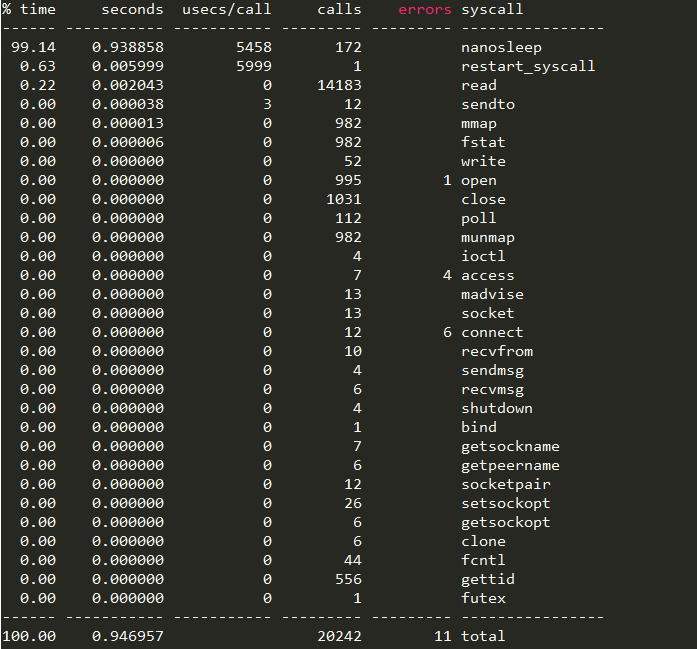 % time     seconds  usecs/call     calls    errors syscall
------ ----------- ----------- --------- --------- ----------------
 99.14    0.938858        5458       172           nanosleep
  0.63    0.005999        5999         1           restart_syscall
  0.22    0.002043           0     14183           read
  0.00    0.000038           3        12           sendto
  0.00    0.000013           0       982           mmap
  0.00    0.000006           0       982           fstat
  0.00    0.000000           0        52           write
  0.00    0.000000           0       995         1 open
  0.00    0.000000           0      1031           close
  0.00    0.000000           0       112           poll
  0.00    0.000000           0       982           munmap
  0.00    0.000000           0         4           ioctl
  0.00    0.000000           0         7         4 access
  0.00    0.000000           0        13           madvise
  0.00    0.000000           0        13           socket
  0.00    0.000000           0        12         6 connect
  0.00    0.000000           0        10           recvfrom
  0.00    0.000000           0         4           sendmsg
  0.00    0.000000           0         6           recvmsg
  0.00    0.000000           0         4           shutdown
  0.00    0.000000           0         1           bind
  0.00    0.000000           0         7           getsockname
  0.00    0.000000           0         6           getpeername
  0.00    0.000000           0        12           socketpair
  0.00    0.000000           0        26           setsockopt
  0.00    0.000000           0         6           getsockopt
  0.00    0.000000           0         6           clone
  0.00    0.000000           0        44           fcntl
  0.00    0.000000           0       556           gettid
  0.00    0.000000           0         1           futex
------ ----------- ----------- --------- --------- ----------------
100.00    0.946957                 20242        11 total